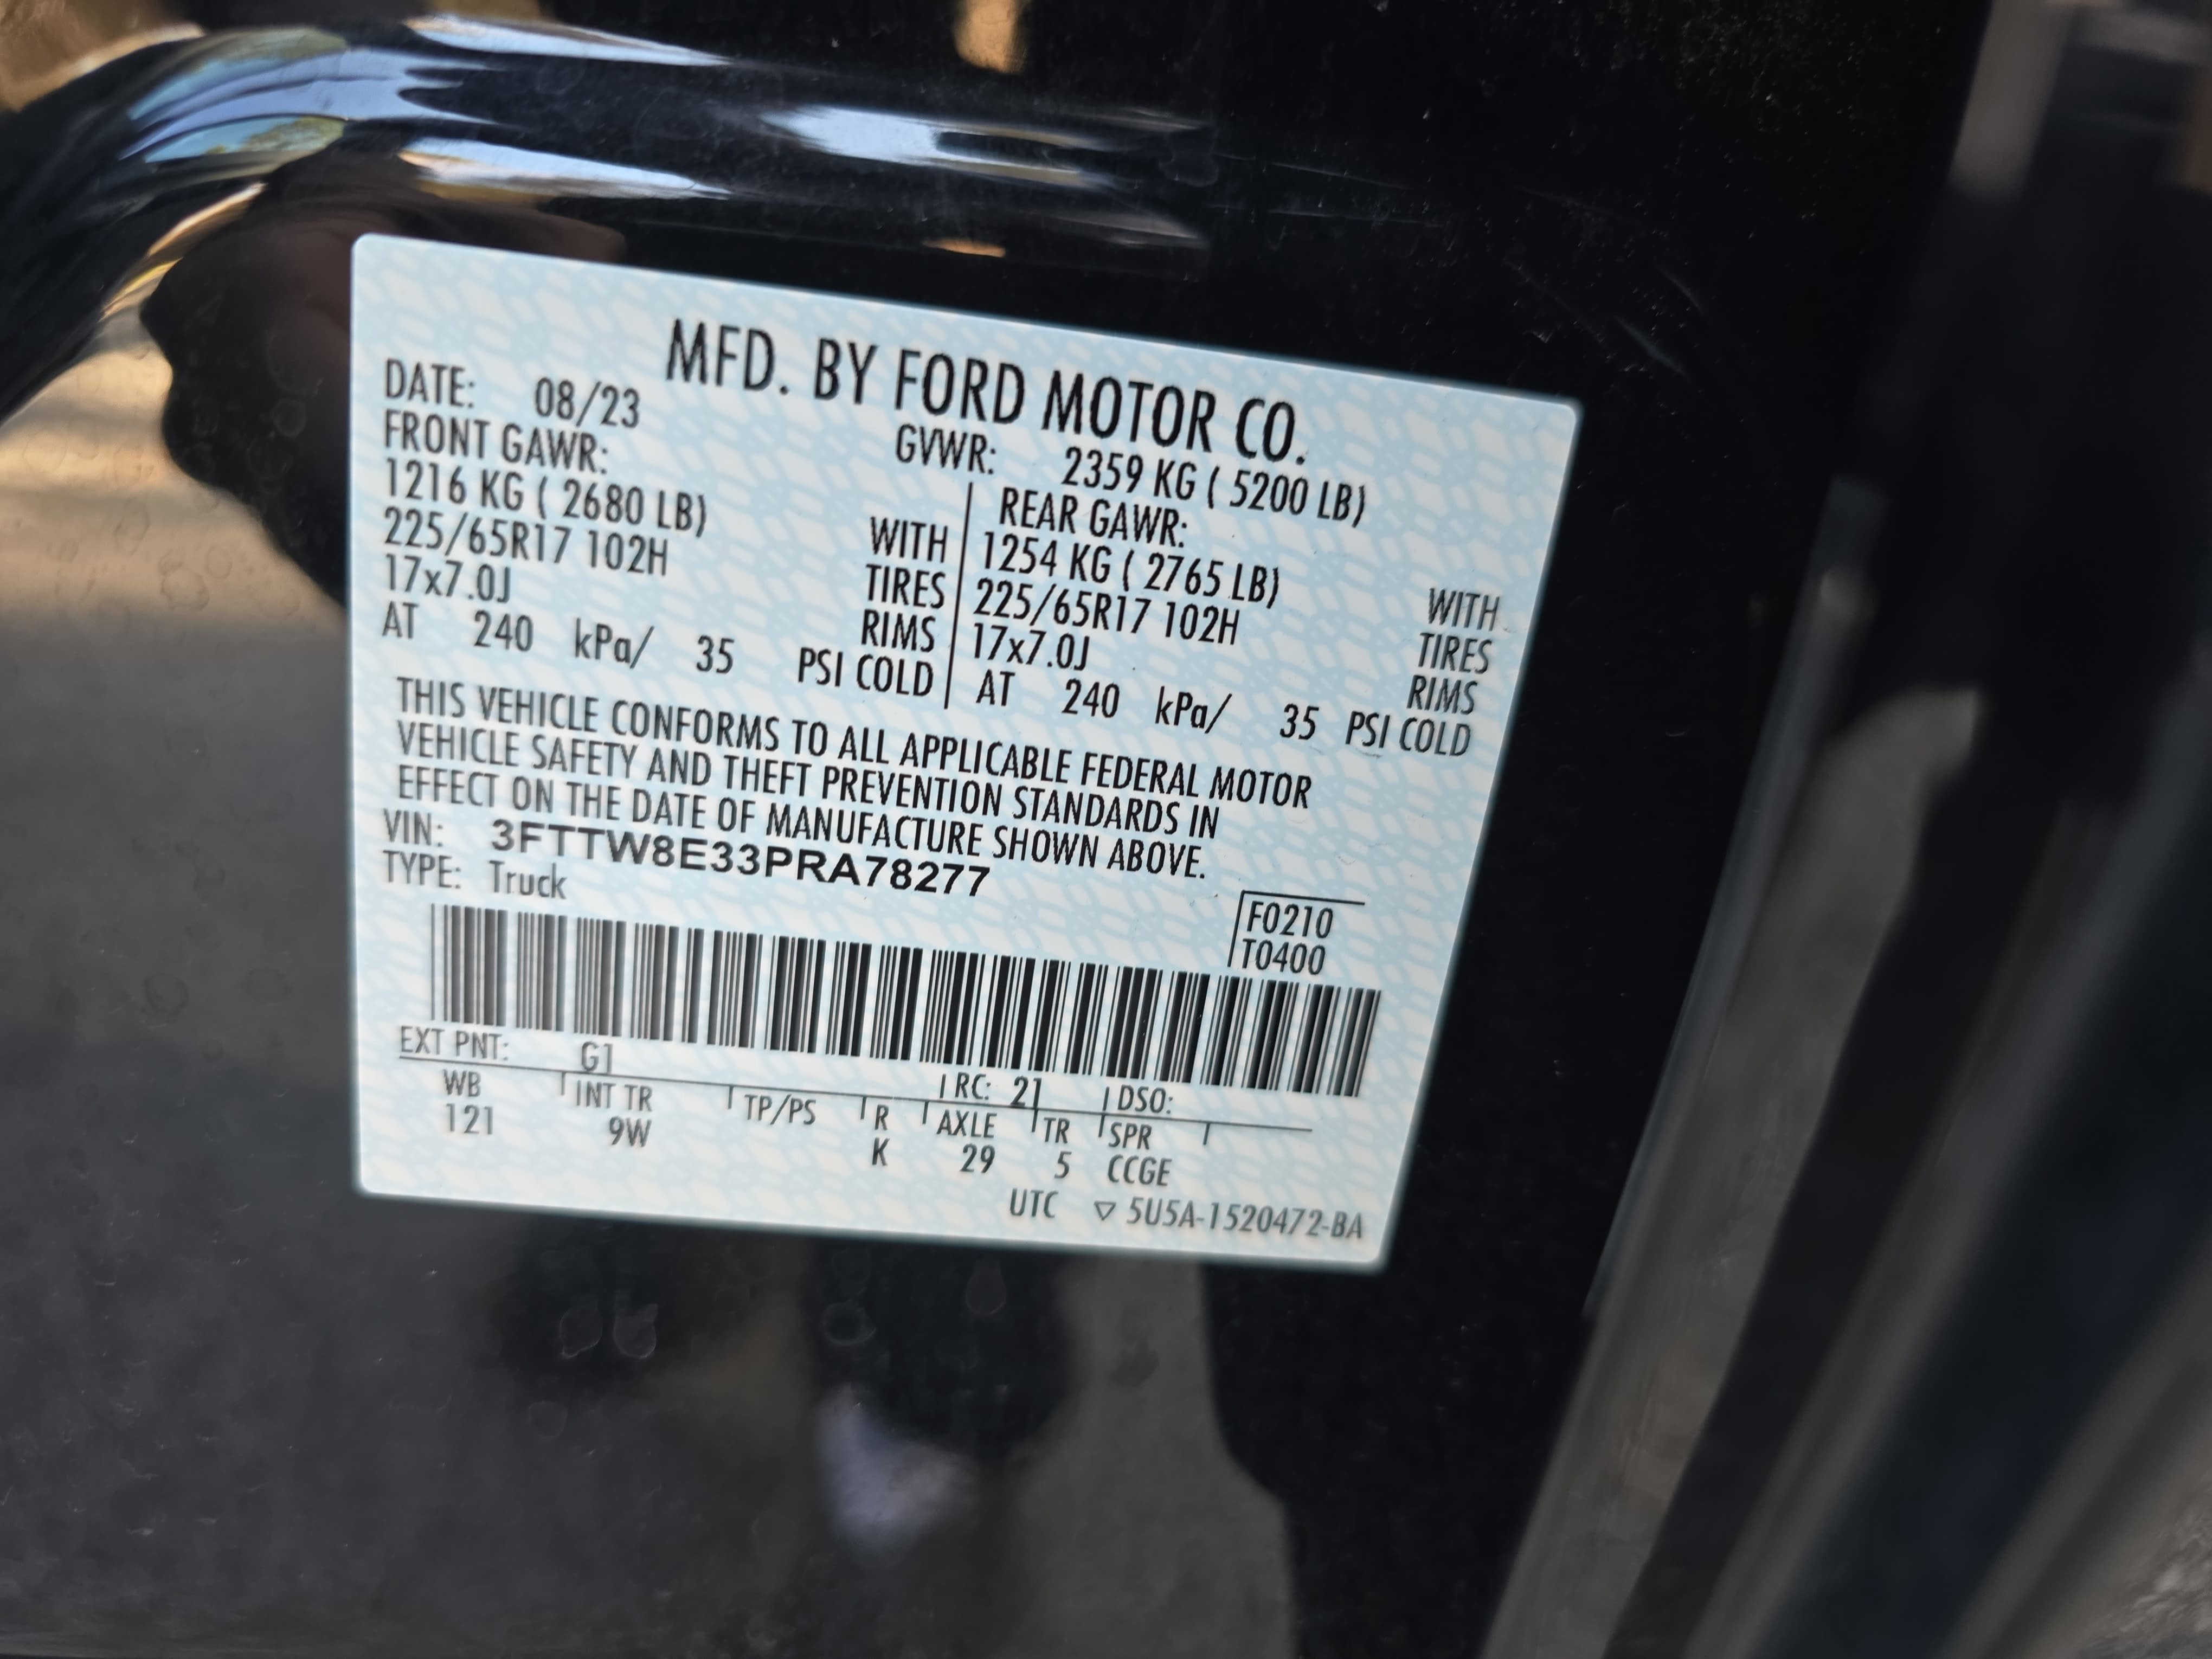 MFD. BY FORD MOTOR CO.
DATE: 08/23 GVWR: 2359 KG ( 5200 LB)
FRONT GAWR: REAR GAWR:
1216 KG ( 2680 LB) WITH 1254 KG ( 2765 LB) WITH
225/65R17 102H TIRES 225/65R17 102H TIRES
17x7.0J RIMS 17x7.0J RIMS
AT 240 kPa/ 35 PSI COLD AT 240 kPa/ 35 PSI COLD
THIS VEHICLE CONFORMS TO ALL APPLICABLE FEDERAL MOTOR
VEHICLE SAFETY AND THEFT PREVENTION STANDARDS IN
EFFECT ON THE DATE OF MANUFACTURE SHOWN ABOVE.
VIN: 3FTTW8E33PRA78277
TYPE: Truck
F0210
T0400
EXT PNT: G1 RC: 21 DSO:
WB INT TR TP/PS R AXLE TR SPR
121 9W K 29 5 CCGE
UTC ▽ 5U5A-1520472-BA